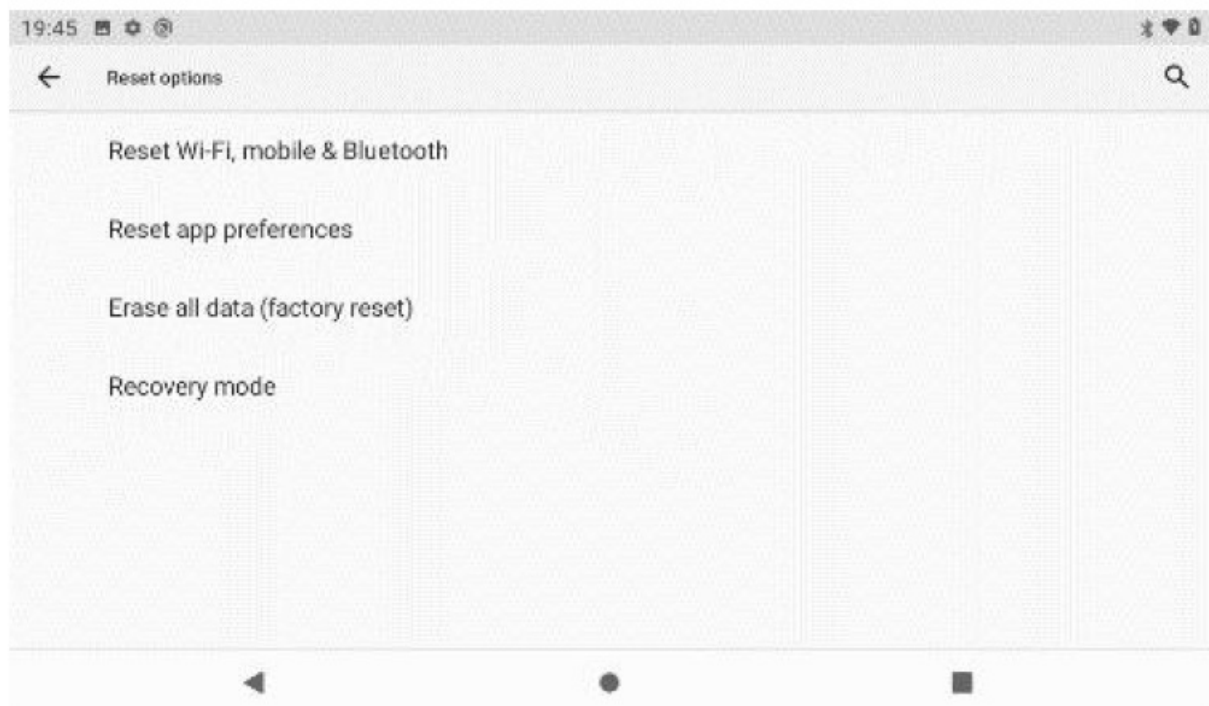 19:45
Reset options
Reset Wi-Fi, mobile & Bluetooth
Reset app preferences
Erase all data (factory reset)
Recovery mode